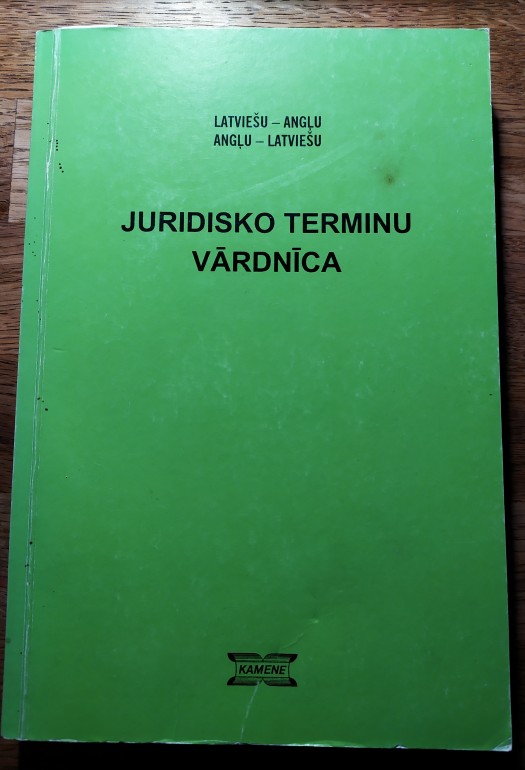 LATVIEŠU – ANGĻU
ANGĻU – LATVIEŠU
JURIDISKO TERMINU
VĀRDNĪCA
KAMENE